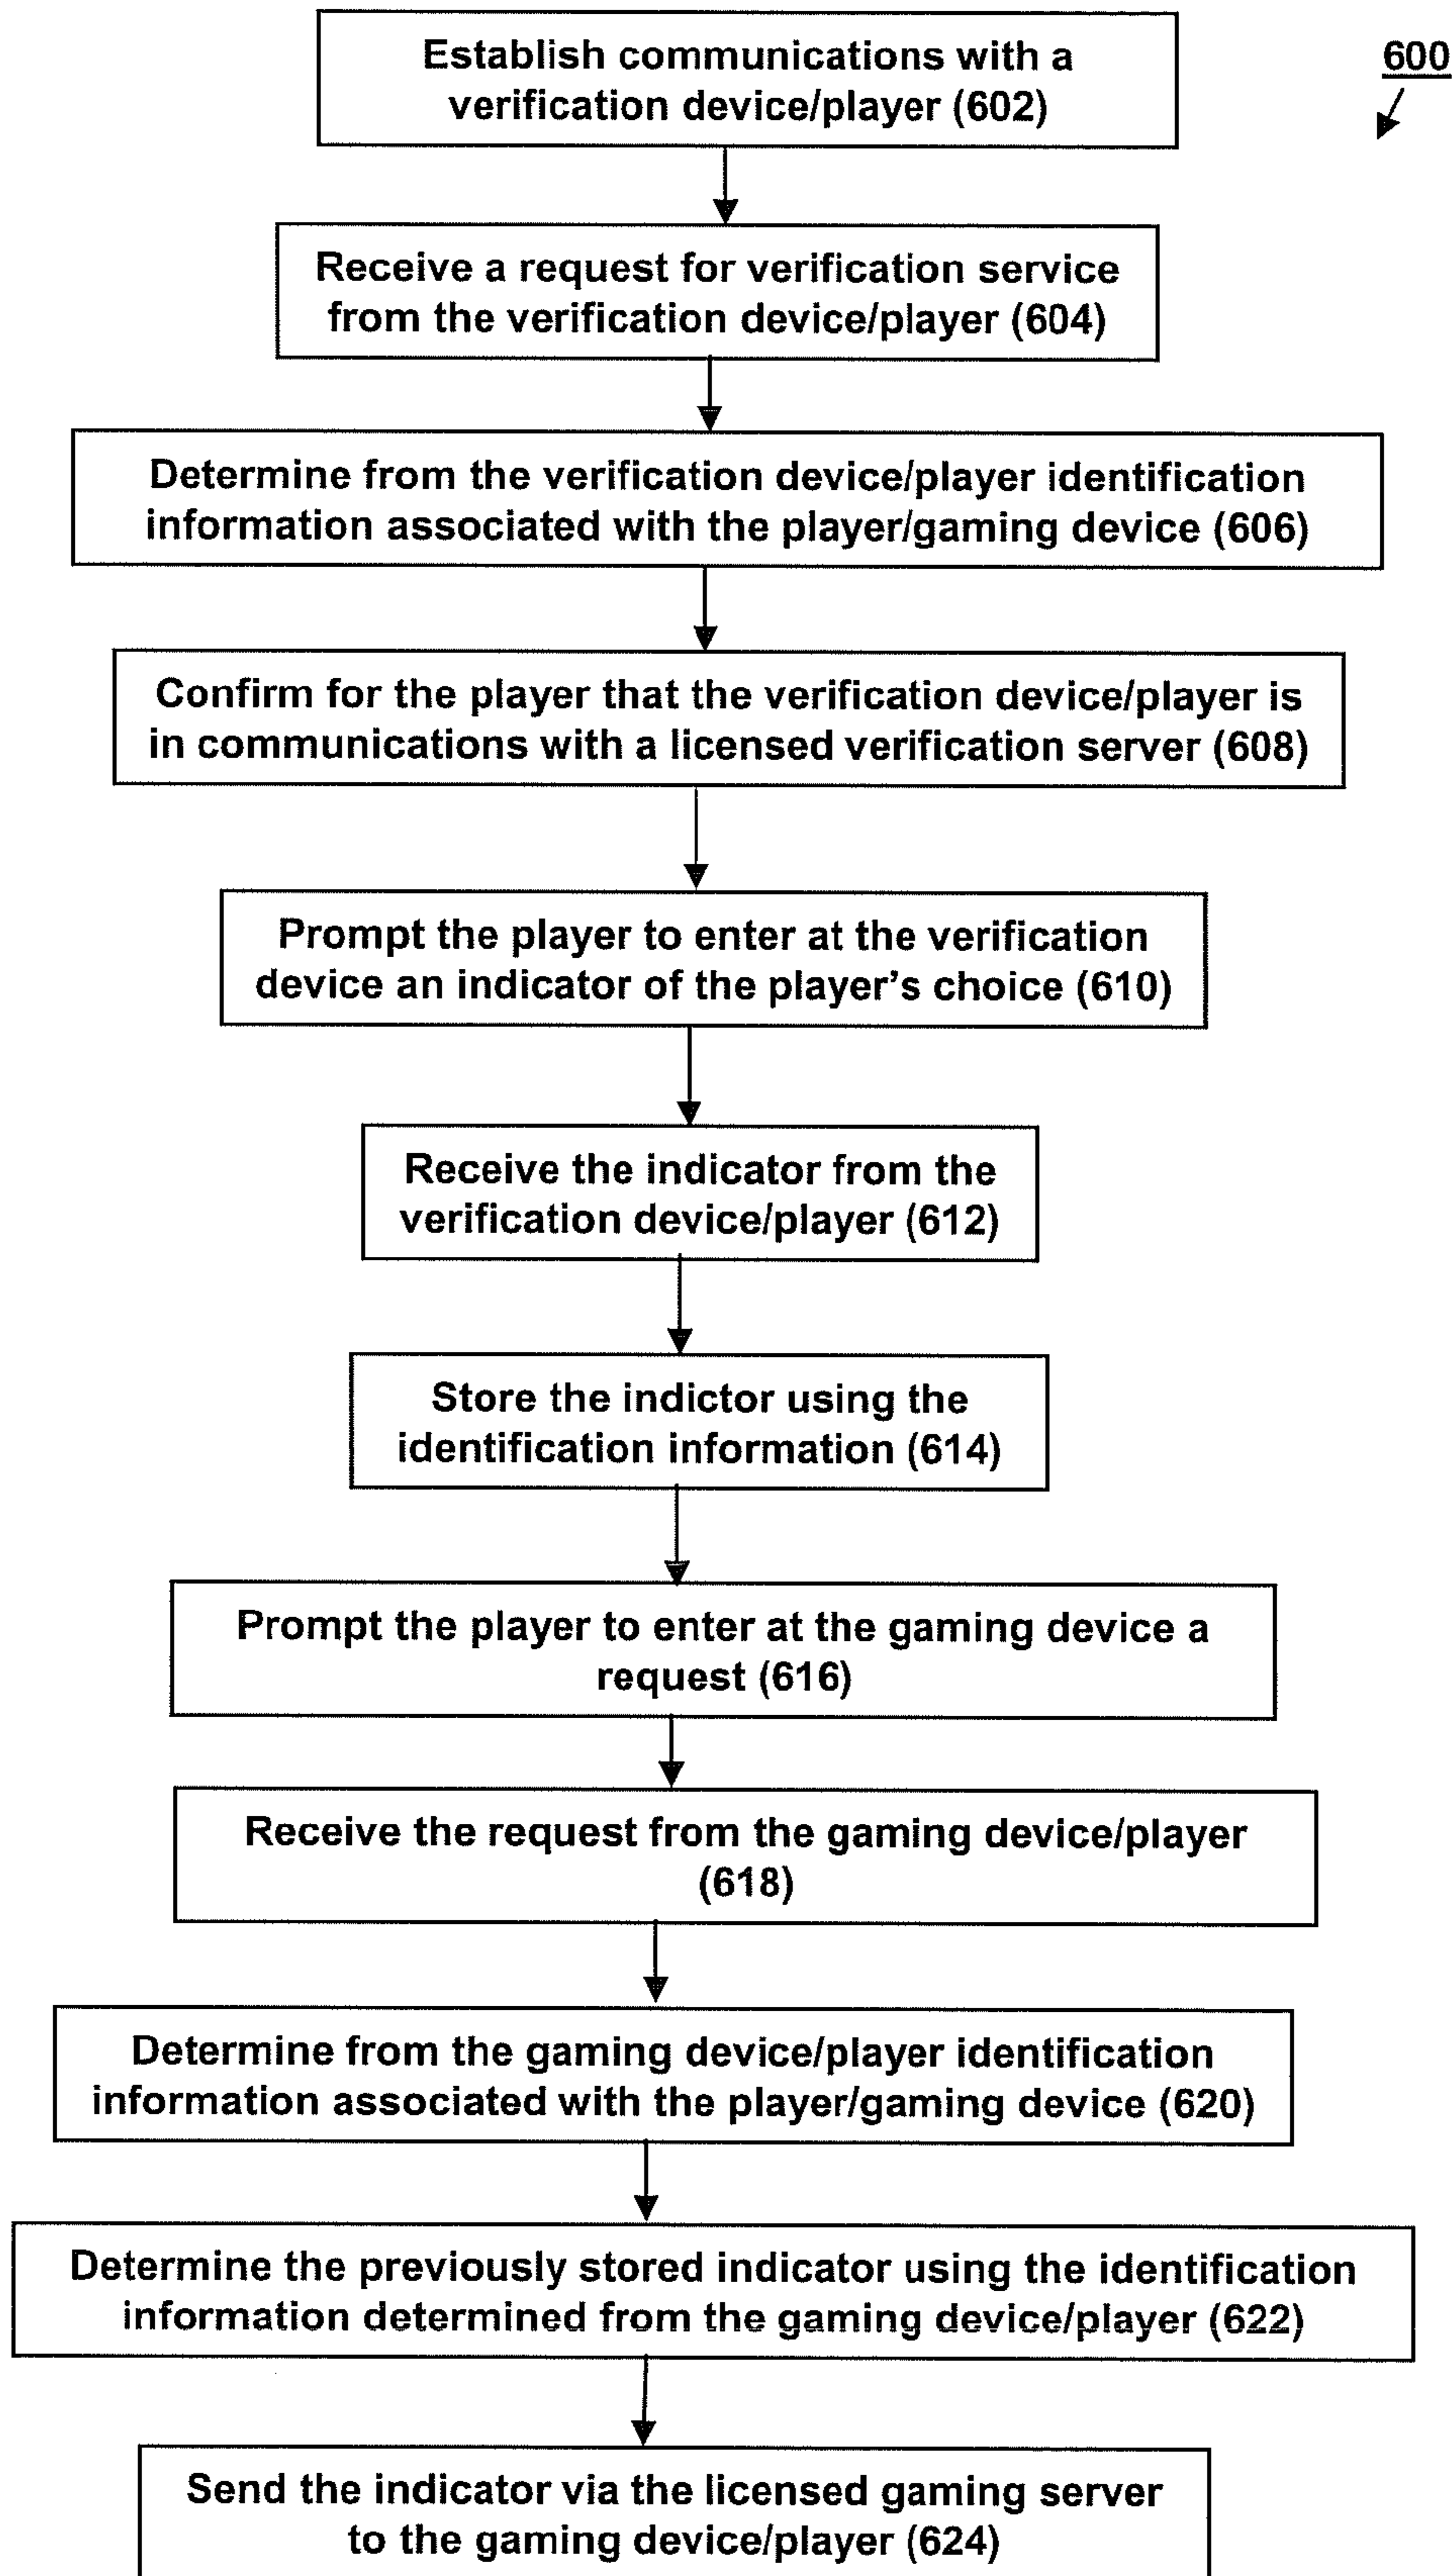 Establish communications with a
verification device/player (602)
600
Receive a request for verification service
from the verification device/player (604)
Determine from the verification device/player identification
information associated with the player/gaming device (606)
Confirm for the player that the verification device/player is
in communications with a licensed verification server (608)
Prompt the player to enter at the verification
device an indicator of the player's choice (610)
Receive the indicator from the
verification device/player (612)
Store the indictor using the
identification information (614)
Prompt the player to enter at the gaming device a
request (616)
Receive the request from the gaming device/player
(618)
Determine from the gaming device/player identification
information associated with the player/gaming device (620)
Determine the previously stored indicator using the identification
information determined from the gaming device/player (622)
Send the indicator via the licensed gaming server
to the gaming device/player (624)